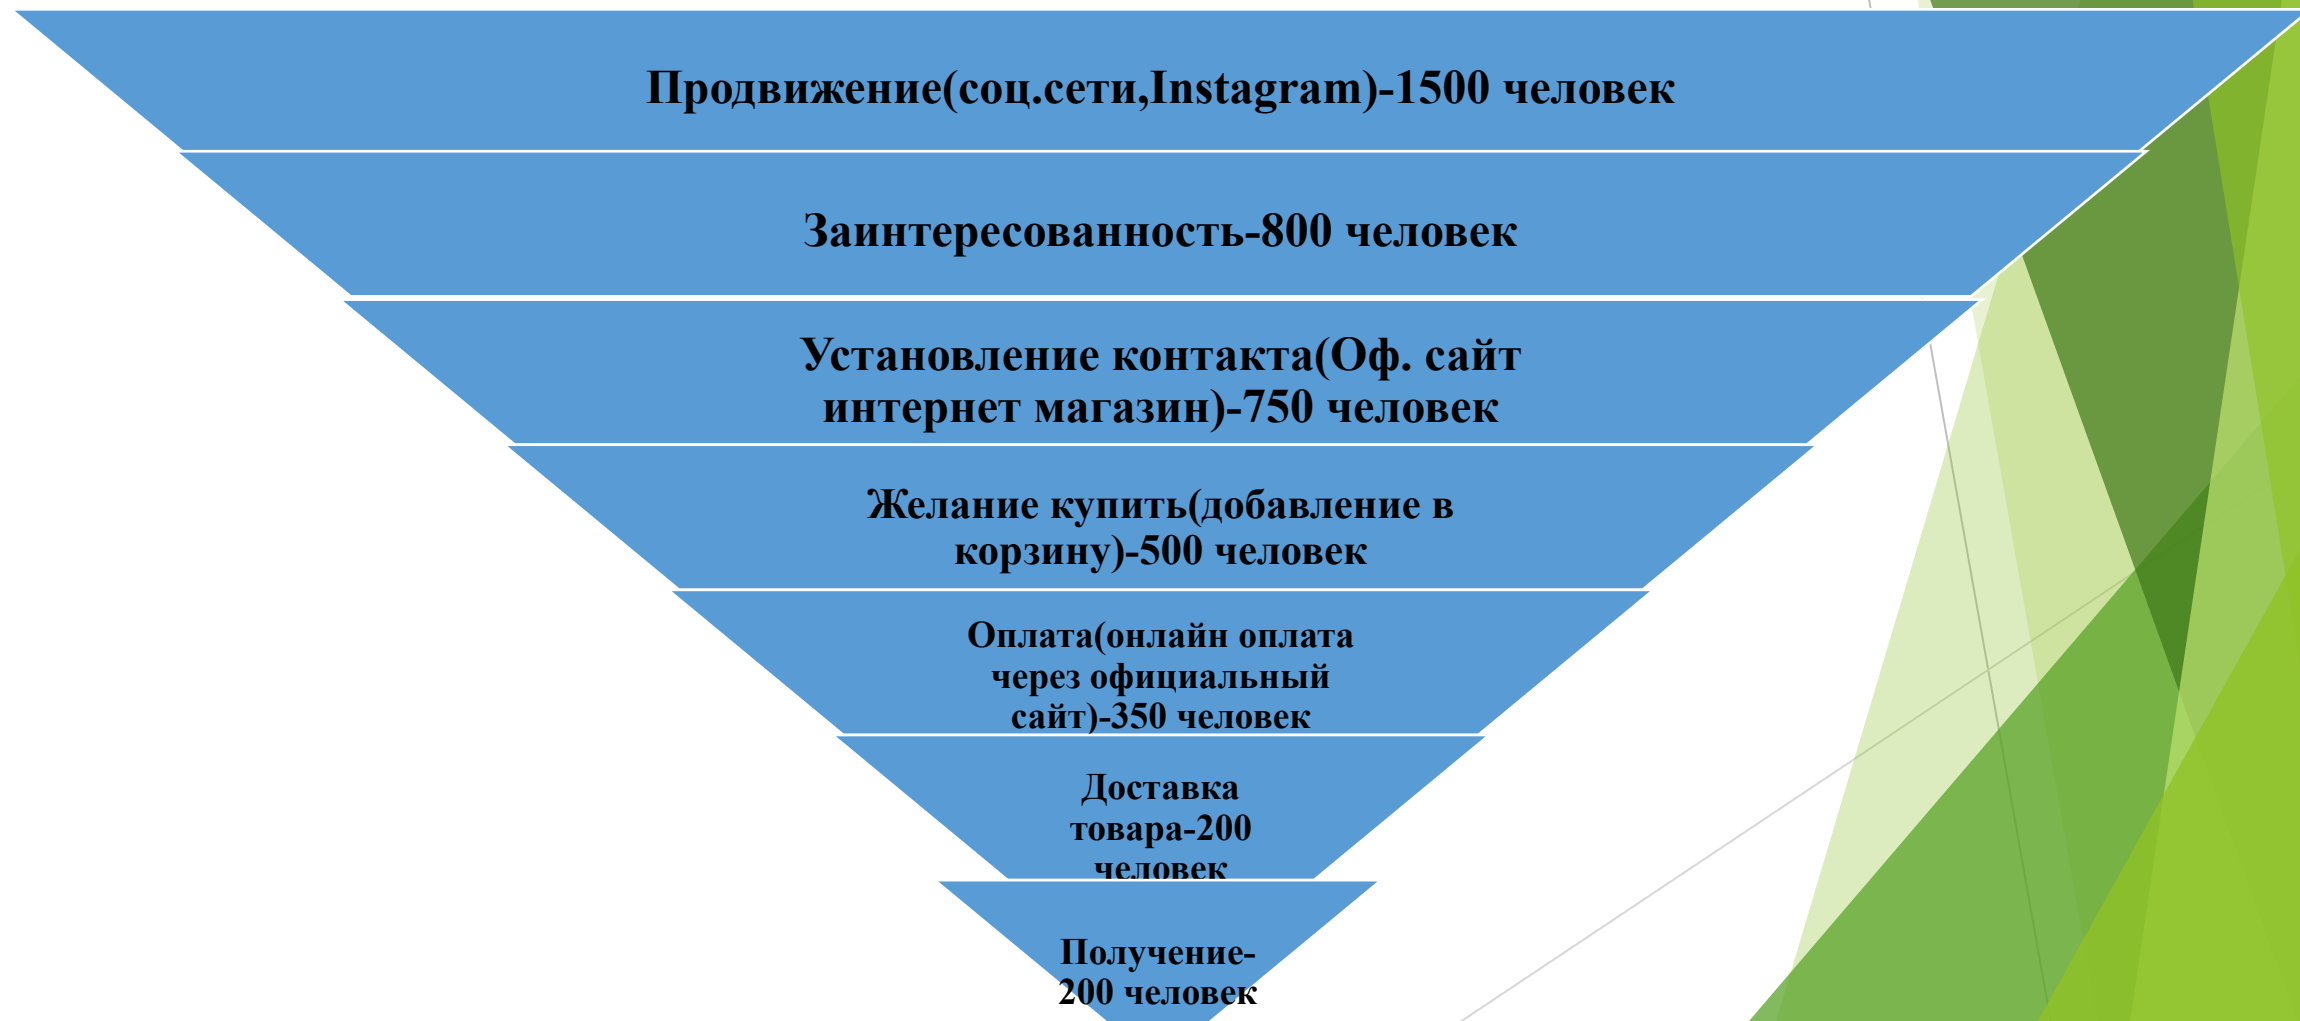 Продвижение(соц.сети,Instagram)-1500 человек
Заинтересованность-800 человек
Установление контакта(Оф. сайт
интернет магазин)-750 человек
Желание купить(добавление в
корзину)-500 человек
Оплата(онлайн оплата
через официальный
сайт)-350 человек
Доставка
товара-200
человек
Получение-
200 человек